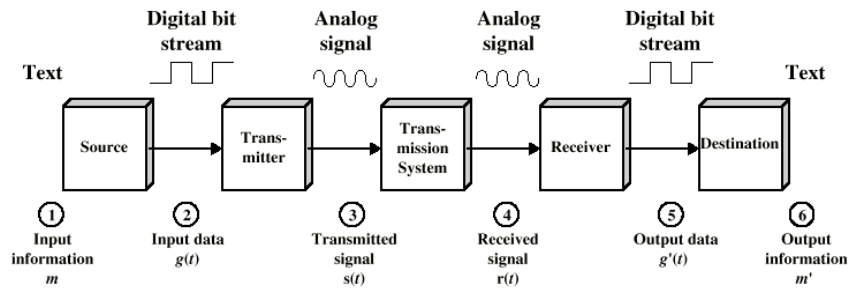 Digital bit
stream
Analog
signal
Analog
signal
Digital bit
stream
Text
Text
Source
Trans-
mitter
Trans-
mission
System
Receiver
Destination
1
Input
information
m
2
Input data
g(t)
3
Transmitted
signal
s(t)
4
Received
signal
r(t)
5
Output data
g'(t)
6
Output
information
m'